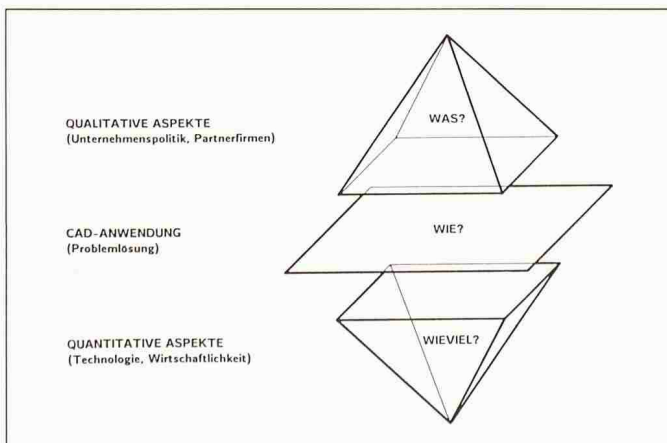 QUALITATIVE ASPEKTE
(Unternehmenspolitik, Partnerfirmen)
WAS?
CAD-ANWENDUNG
(Problemlösung)
WIE?
QUANTITATIVE ASPEKTE
(Technologie, Wirtschaftlichkeit)
WIEVIEL?